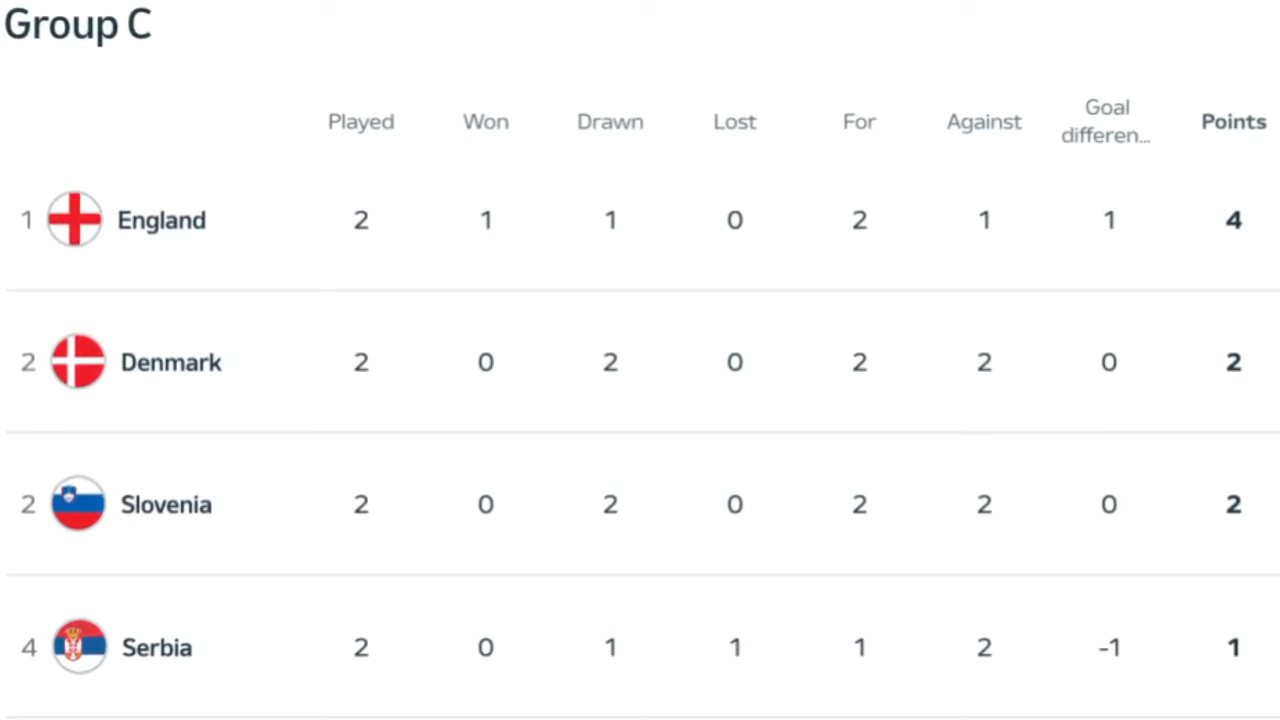 Group C
Played Won Drawn Lost For Against Goal differen... Points
1 England 2 1 1 0 2 1 1 4
2 Denmark 2 0 2 0 2 2 0 2
2 Slovenia 2 0 2 0 2 2 0 2
4 Serbia 2 0 1 1 1 2 -1 1